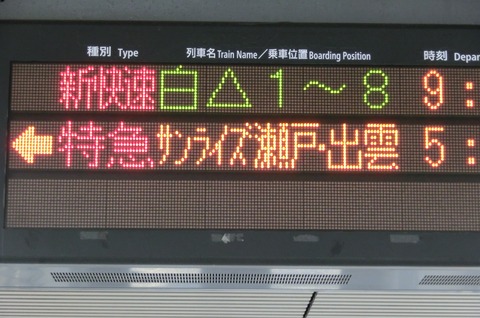 種別 Type 列車名 Train Name／乗車位置 Boarding Position 時刻 Depar
新快速 白△1～8 9:
特急 サンライズ瀬戸・出雲 5: